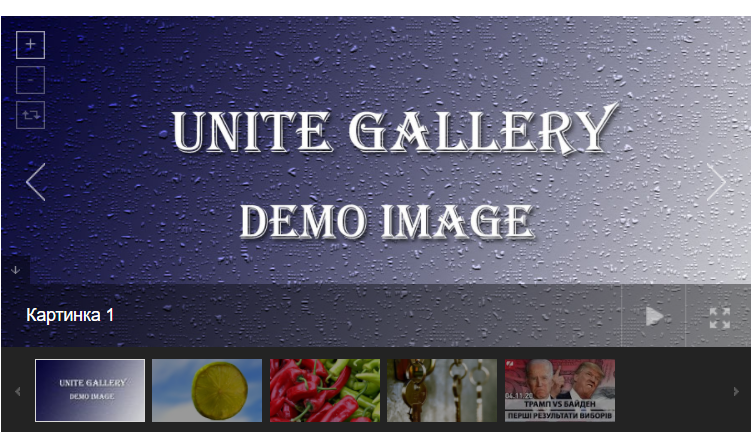 UNITE GALLERY
DEMO IMAGE
Картинка 1
UNITE GALLERY
DEMO IMAGE
04.11.20
ТРАМП VS БАЙДЕН
ПЕРШІ РЕЗУЛЬТАТИ ВИБОРІВ